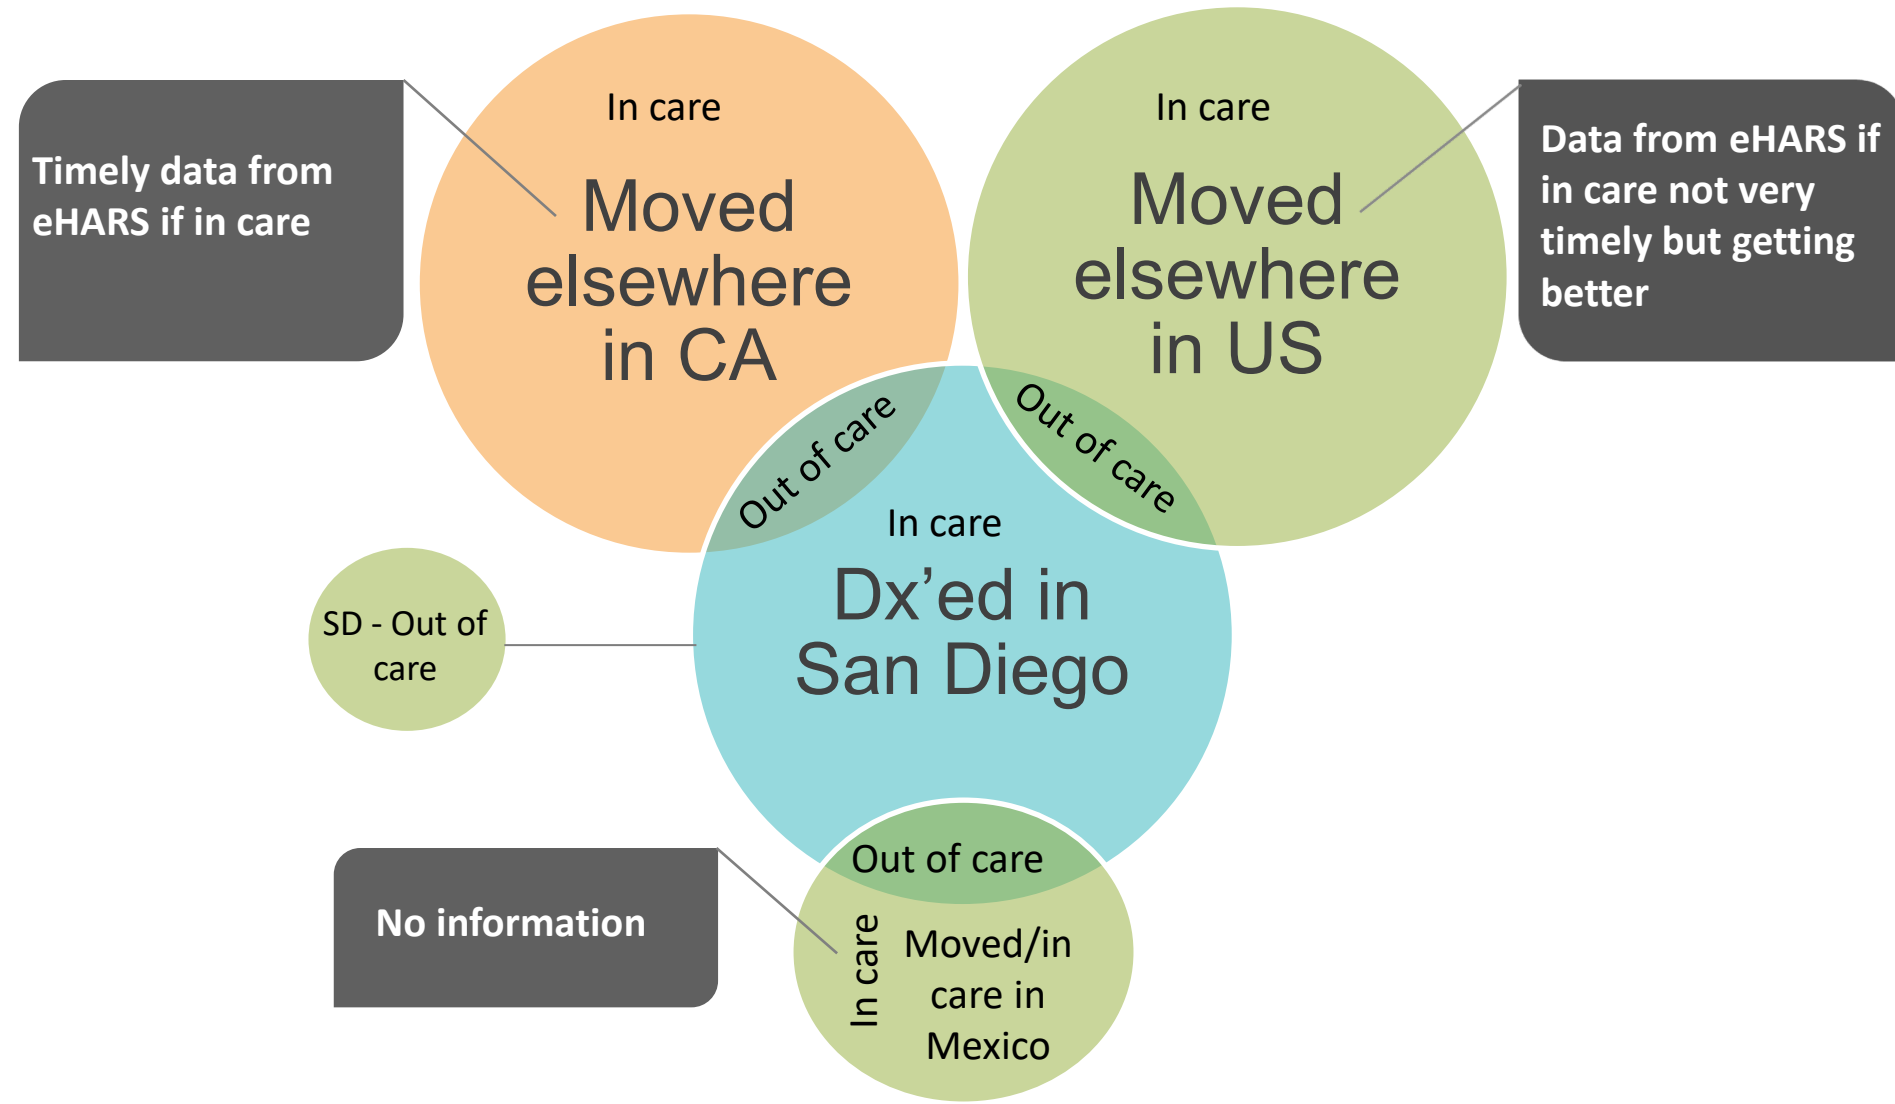 In care
Moved
elsewhere
in CA
Timely data from
eHARS if in care
In care
Moved
elsewhere
in US
Data from eHARS if
in care not very
timely but getting
better
Out of care
Out of care
In care
Dx’ed in
San Diego
SD - Out of
care
No information
Out of care
In care
Moved/in
care in
Mexico